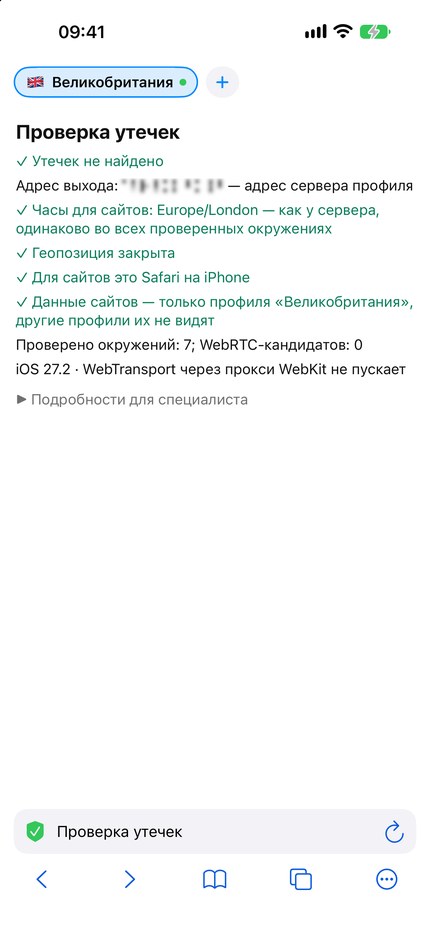 09:41
Великобритания
Проверка утечек
✓ Утечек не найдено
Адрес выхода: — адрес сервера профиля
✓ Часы для сайтов: Europe/London — как у сервера,
одинаково во всех проверенных окружениях
✓ Геопозиция закрыта
✓ Для сайтов это Safari на iPhone
✓ Данные сайтов — только профиля «Великобритания»,
другие профили их не видят
Проверено окружений: 7; WebRTC-кандидатов: 0
iOS 27.2 · WebTransport через прокси WebKit не пускает
▶ Подробности для специалиста
Проверка утечек